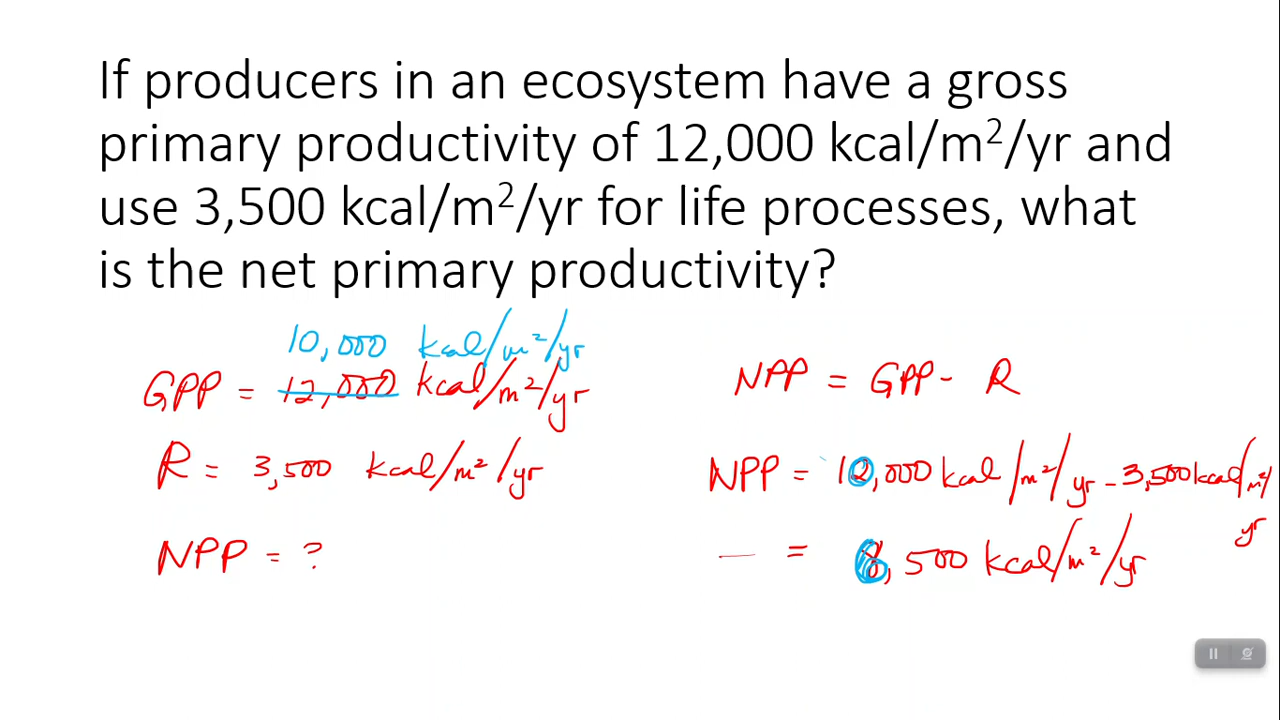 If producers in an ecosystem have a gross
primary productivity of 12,000 kcal/m²/yr and
use 3,500 kcal/m²/yr for life processes, what
is the net primary productivity?
10,000 kcal/m²/yr
GPP = 12,000 kcal/m²/yr
R = 3,500 kcal/m²/yr
NPP = ?
NPP = GPP - R
NPP = 10,000 kcal/m²/yr - 3,500 kcal/m²/
yr
— = 6,500 kcal/m²/yr